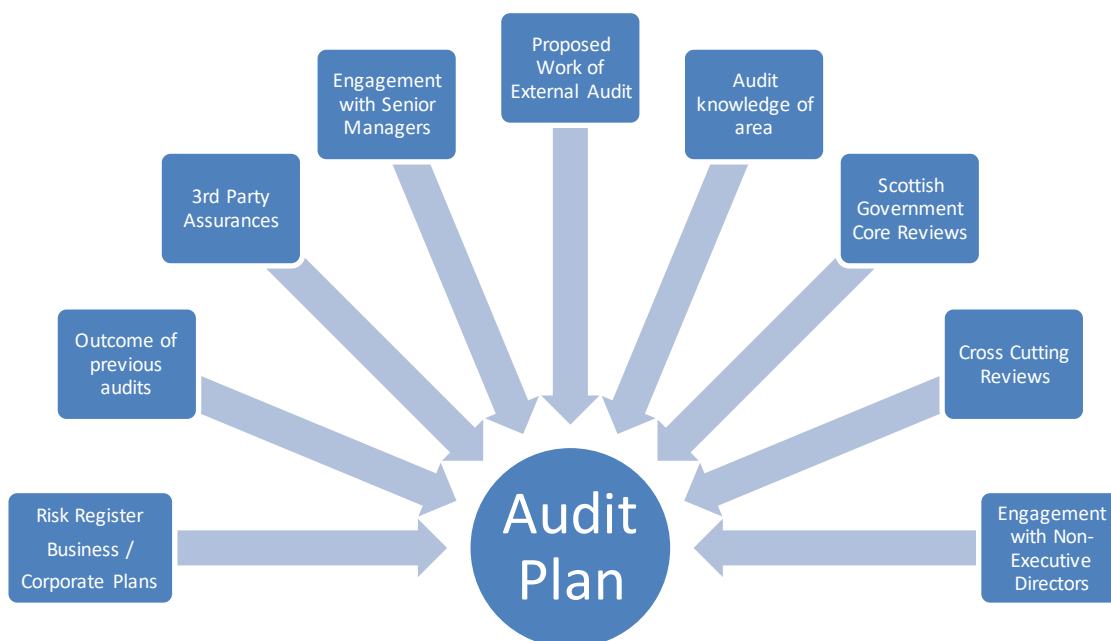 Proposed
Work of
External Audit
Engagement
with Senior
Managers
Audit
knowledge of
area
3rd Party
Assurances
Scottish
Government
Core Reviews
Outcome of
previous
audits
Cross Cutting
Reviews
Risk Register
Business /
Corporate Plans
Audit
Plan
Engagement
with Non-
Executive
Directors